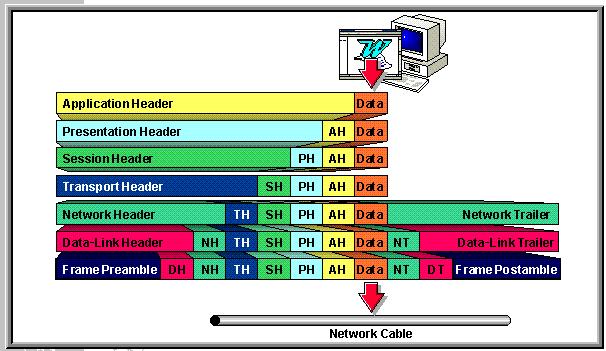 W
Application Header Data
Presentation Header AH Data
Session Header PH AH Data
Transport Header SH PH AH Data
Network Header TH SH PH AH Data Network Trailer
Data-Link Header NH TH SH PH AH Data NT Data-Link Trailer
Frame Preamble DH NH TH SH PH AH Data NT DT Frame Postamble
Network Cable